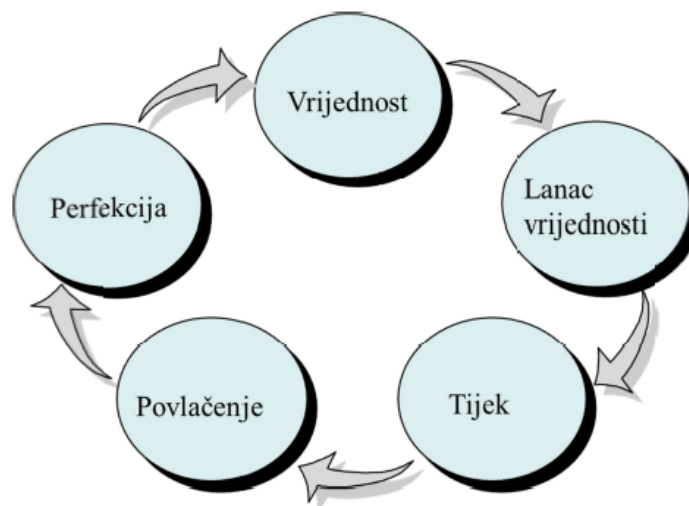 Vrijednost
Lanac
vrijednosti
Tijek
Povlačenje
Perfekcija